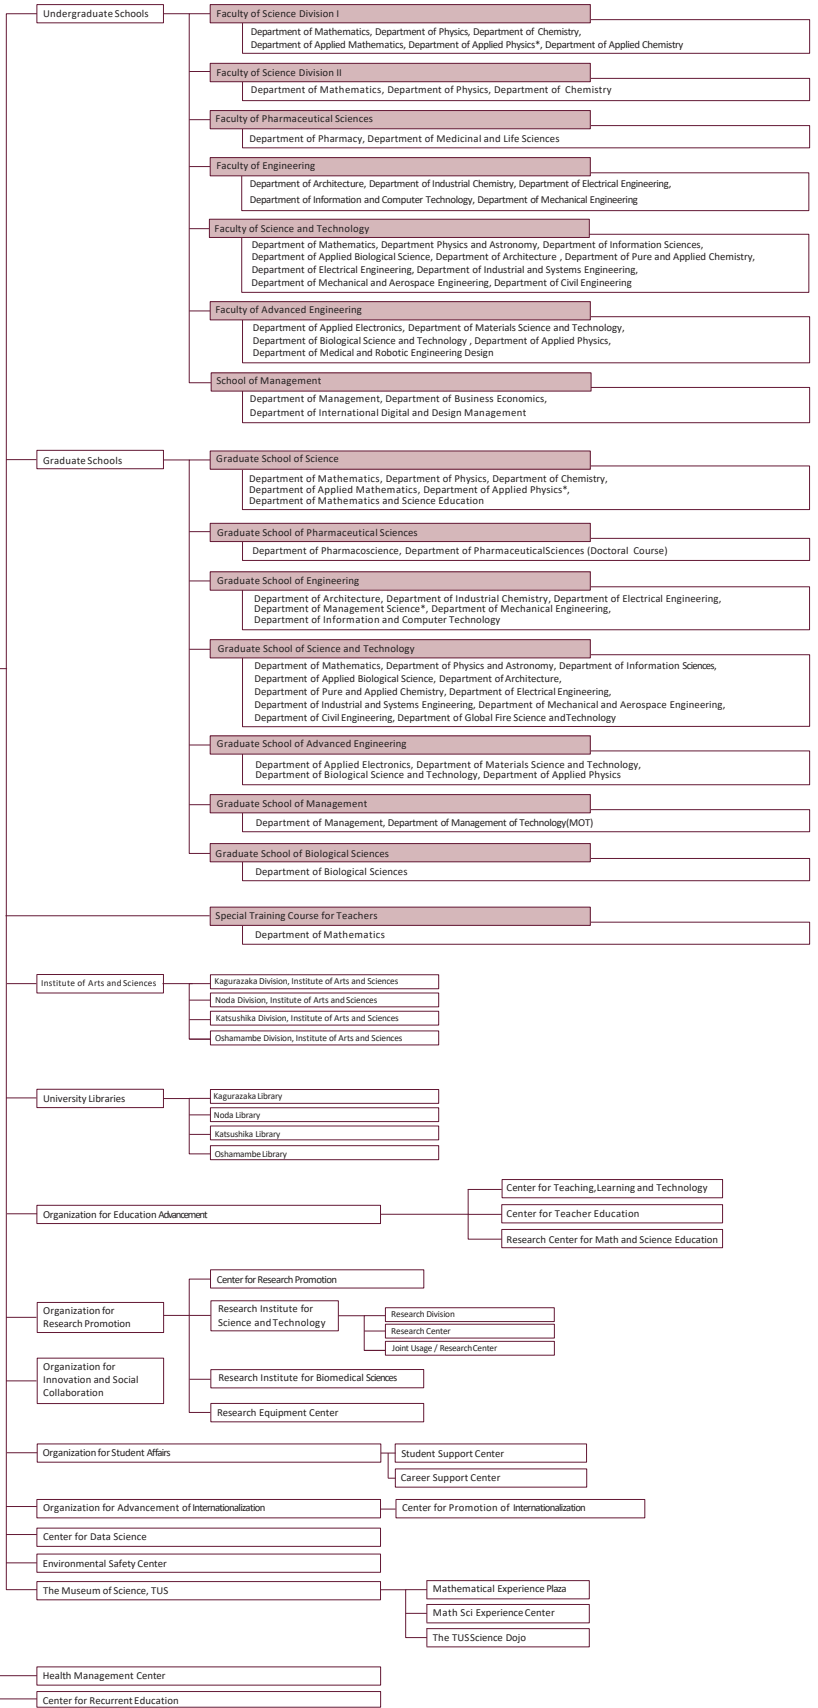 Undergraduate Schools
Faculty of Science Division I
Department of Mathematics, Department of Physics, Department of Chemistry,
Department of Applied Mathematics, Department of Applied Physics*, Department of Applied Chemistry
Faculty of Science Division II
Department of Mathematics, Department of Physics, Department of Chemistry
Faculty of Pharmaceutical Sciences
Department of Pharmacy, Department of Medicinal and Life Sciences
Faculty of Engineering
Department of Architecture, Department of Industrial Chemistry, Department of Electrical Engineering,
Department of Information and Computer Technology, Department of Mechanical Engineering
Faculty of Science and Technology
Department of Mathematics, Department Physics and Astronomy, Department of Information Sciences,
Department of Applied Biological Science, Department of Architecture , Department of Pure and Applied Chemistry,
Department of Electrical Engineering, Department of Industrial and Systems Engineering,
Department of Mechanical and Aerospace Engineering, Department of Civil Engineering
Faculty of Advanced Engineering
Department of Applied Electronics, Department of Materials Science and Technology,
Department of Biological Science and Technology , Department of Applied Physics,
Department of Medical and Robotic Engineering Design
School of Management
Department of Management, Department of Business Economics,
Department of International Digital and Design Management
Graduate Schools
Graduate School of Science
Department of Mathematics, Department of Physics, Department of Chemistry,
Department of Applied Mathematics, Department of Applied Physics*,
Department of Mathematics and Science Education
Graduate School of Pharmaceutical Sciences
Department of Pharmacoscience, Department of PharmaceuticalSciences (Doctoral Course)
Graduate School of Engineering
Department of Architecture, Department of Industrial Chemistry, Department of Electrical Engineering,
Department of Management Science*, Department of Mechanical Engineering,
Department of Information and Computer Technology
Graduate School of Science and Technology
Department of Mathematics, Department of Physics and Astronomy, Department of Information Sciences,
Department of Applied Biological Science, Department of Architecture,
Department of Pure and Applied Chemistry, Department of Electrical Engineering,
Department of Industrial and Systems Engineering, Department of Mechanical and Aerospace Engineering,
Department of Civil Engineering, Department of Global Fire Science andTechnology
Graduate School of Advanced Engineering
Department of Applied Electronics, Department of Materials Science and Technology,
Department of Biological Science and Technology, Department of Applied Physics
Graduate School of Management
Department of Management, Department of Management of Technology(MOT)
Graduate School of Biological Sciences
Department of Biological Sciences
Special Training Course for Teachers
Department of Mathematics
Institute of Arts and Sciences
Kagurazaka Division, Institute of Arts and Sciences
Noda Division, Institute of Arts and Sciences
Katsushika Division, Institute of Arts and Sciences
Oshamambe Division, Institute of Arts and Sciences
University Libraries
Kagurazaka Library
Noda Library
Katsushika Library
Oshamambe Library
Organization for Education Advancement
Center for Teaching,Learning and Technology
Center for Teacher Education
Research Center for Math and Science Education
Organization for
Research Promotion
Center for Research Promotion
Research Institute for
Science and Technology
Research Division
Research Center
Joint Usage / ResearchCenter
Organization for
Innovation and Social
Collaboration
Research Institute for Biomedical Sciences
Research Equipment Center
Organization for Student Affairs
Student Support Center
Career Support Center
Organization for Advancement of Internationalization
Center for Promotion of Internationalization
Center for Data Science
Environmental Safety Center
The Museum of Science, TUS
Mathematical Experience Plaza
Math Sci Experience Center
The TUSScience Dojo
Health Management Center
Center for Recurrent Education